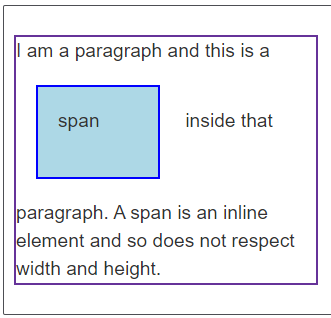 I am a paragraph and this is a
span inside that
paragraph. A span is an inline
element and so does not respect
width and height.